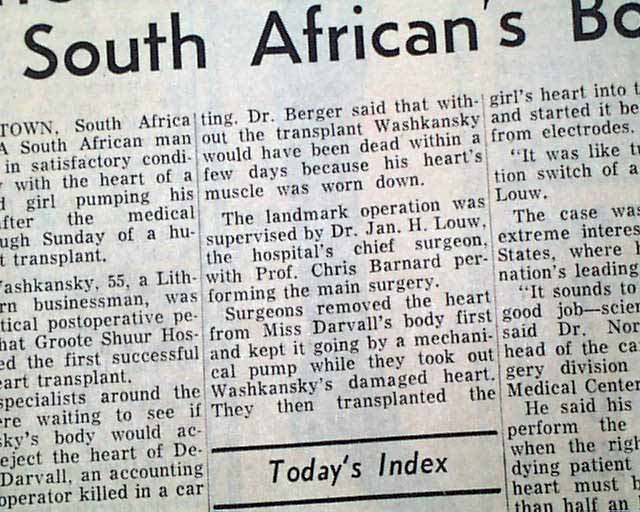 South African's Bo
TOWN, South Africa
A South African man
in satisfactory condi-
with the heart of a
girl pumping his
after the medical
ugh Sunday of a hu-
t transplant.
ashkansky, 55, a Lith-
rn businessman, was
tical postoperative pe-
hat Groote Shuur Hos-
ed the first successful
eart transplant.
specialists around the
re waiting to see if
sky's body would ac-
eject the heart of De-
Darvall, an accounting
operator killed in a car
ting. Dr. Berger said that with-
out the transplant Washkansky
would have been dead within a
few days because his heart's
muscle was worn down.
The landmark operation was
supervised by Dr. Jan. H. Louw,
the hospital's chief surgeon,
with Prof. Chris Barnard per-
forming the main surgery.
Surgeons removed the heart
from Miss Darvall's body first
and kept it going by a mechani-
cal pump while they took out
Washkansky's damaged heart.
They then transplanted the
Today's Index
girl's heart into t
and started it be
from electrodes.
"It was like tu
tion switch of a
Louw.
The case was
extreme interes
States, where
nation's leading
"It sounds to
good job—scien
said Dr. Nor
head of the ca
gery division
Medical Center
He said his
perform the
when the righ
dying patient
heart must b
than half an